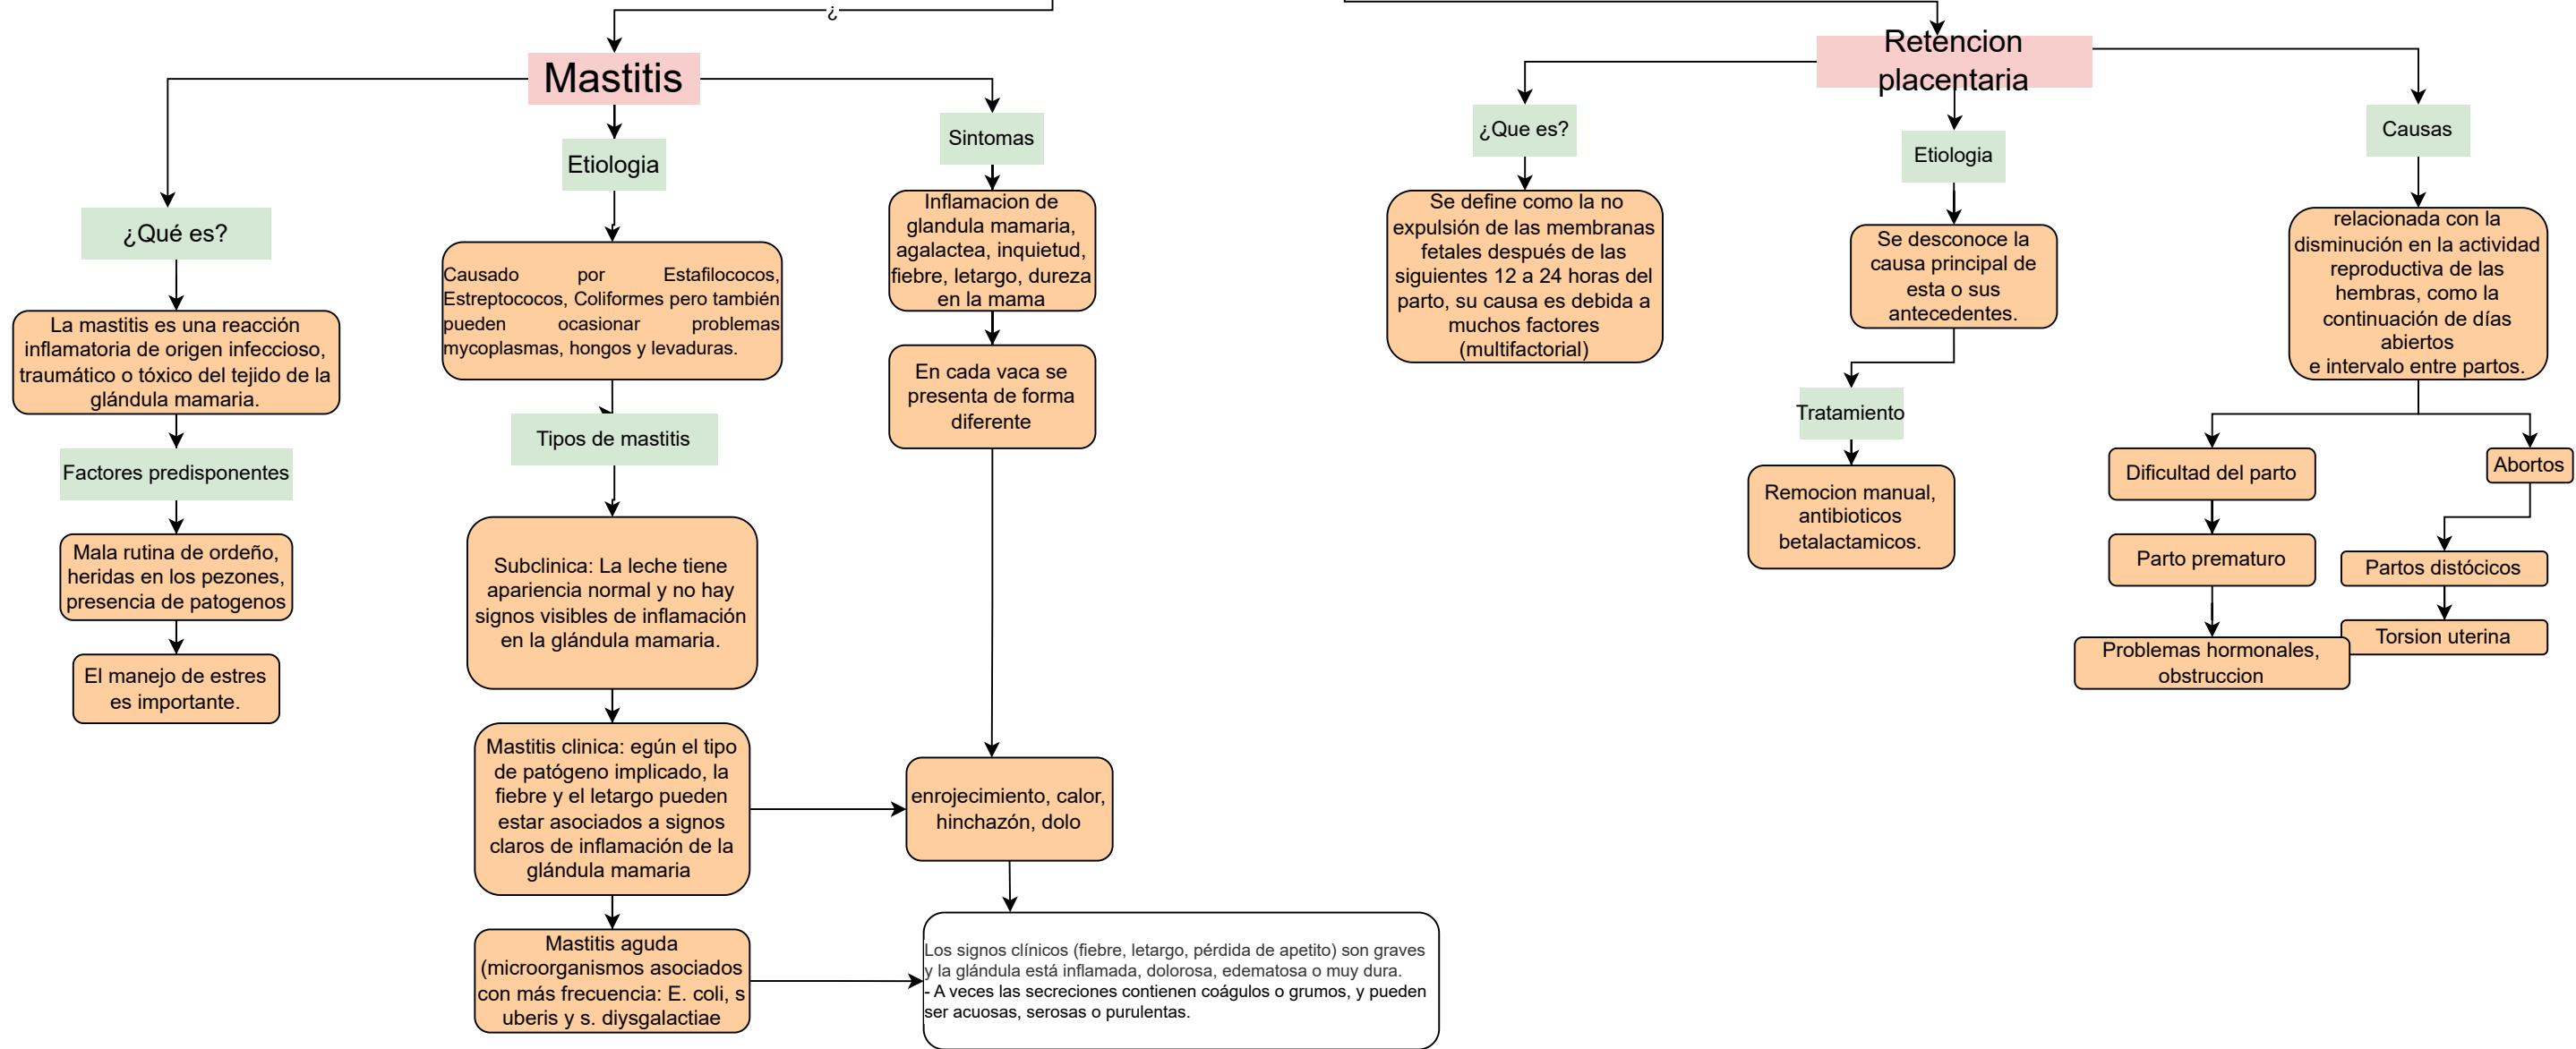 ¿
Mastitis
¿Qué es?
La mastitis es una reacción
inflamatoria de origen infeccioso,
traumático o tóxico del tejido de la
glándula mamaria.
Factores predisponentes
Mala rutina de ordeño,
heridas en los pezones,
presencia de patogenos
El manejo de estres
es importante.
Etiologia
Causado por Estafilococos,
Estreptococos, Coliformes pero también
pueden ocasionar problemas
mycoplasmas, hongos y levaduras.
Tipos de mastitis
Subclinica: La leche tiene
apariencia normal y no hay
signos visibles de inflamación
en la glándula mamaria.
Mastitis clinica: egún el tipo
de patógeno implicado, la
fiebre y el letargo pueden
estar asociados a signos
claros de inflamación de la
glándula mamaria
Mastitis aguda
(microorganismos asociados
con más frecuencia: E. coli, s
uberis y s. diysgalactiae
Sintomas
Inflamacion de
glandula mamaria,
agalactea, inquietud,
fiebre, letargo, dureza
en la mama
En cada vaca se
presenta de forma
diferente
enrojecimiento, calor,
hinchazón, dolo
Los signos clínicos (fiebre, letargo, pérdida de apetito) son graves
y la glándula está inflamada, dolorosa, edematosa o muy dura.
- A veces las secreciones contienen coágulos o grumos, y pueden
ser acuosas, serosas o purulentas.
Retencion
placentaria
¿Que es?
Se define como la no
expulsión de las membranas
fetales después de las
siguientes 12 a 24 horas del
parto, su causa es debida a
muchos factores
(multifactorial)
Etiologia
Se desconoce la
causa principal de
esta o sus
antecedentes.
Tratamiento
Remocion manual,
antibioticos
betalactamicos.
Causas
relacionada con la
disminución en la actividad
reproductiva de las
hembras, como la
continuación de días
abiertos
e intervalo entre partos.
Dificultad del parto
Parto prematuro
Problemas hormonales,
obstruccion
Abortos
Partos distócicos
Torsion uterina